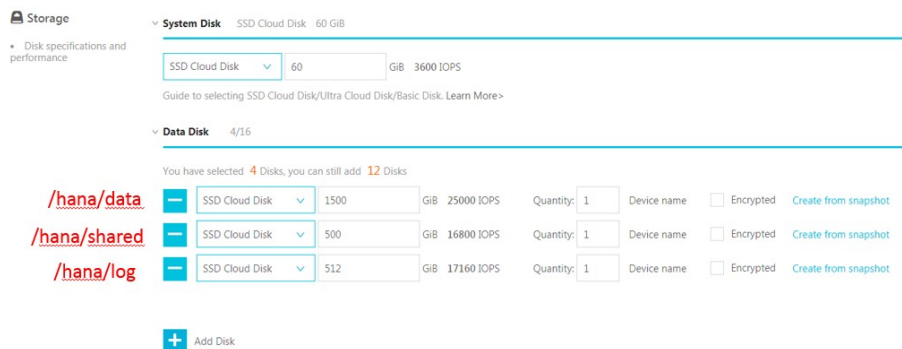 Storage
• Disk specifications and
performance
System Disk SSD Cloud Disk 60 GiB
SSD Cloud Disk 60 GiB 3600 IOPS
Guide to selecting SSD Cloud Disk/Ultra Cloud Disk/Basic Disk. Learn More>
Data Disk 4/16
You have selected 4 Disks, you can still add 12 Disks
/hana/data SSD Cloud Disk 1500 GiB 25000 IOPS Quantity: 1 Device name Encrypted Create from snapshot
/hana/shared SSD Cloud Disk 500 GiB 16800 IOPS Quantity: 1 Device name Encrypted Create from snapshot
/hana/log SSD Cloud Disk 512 GiB 17160 IOPS Quantity: 1 Device name Encrypted Create from snapshot
Add Disk